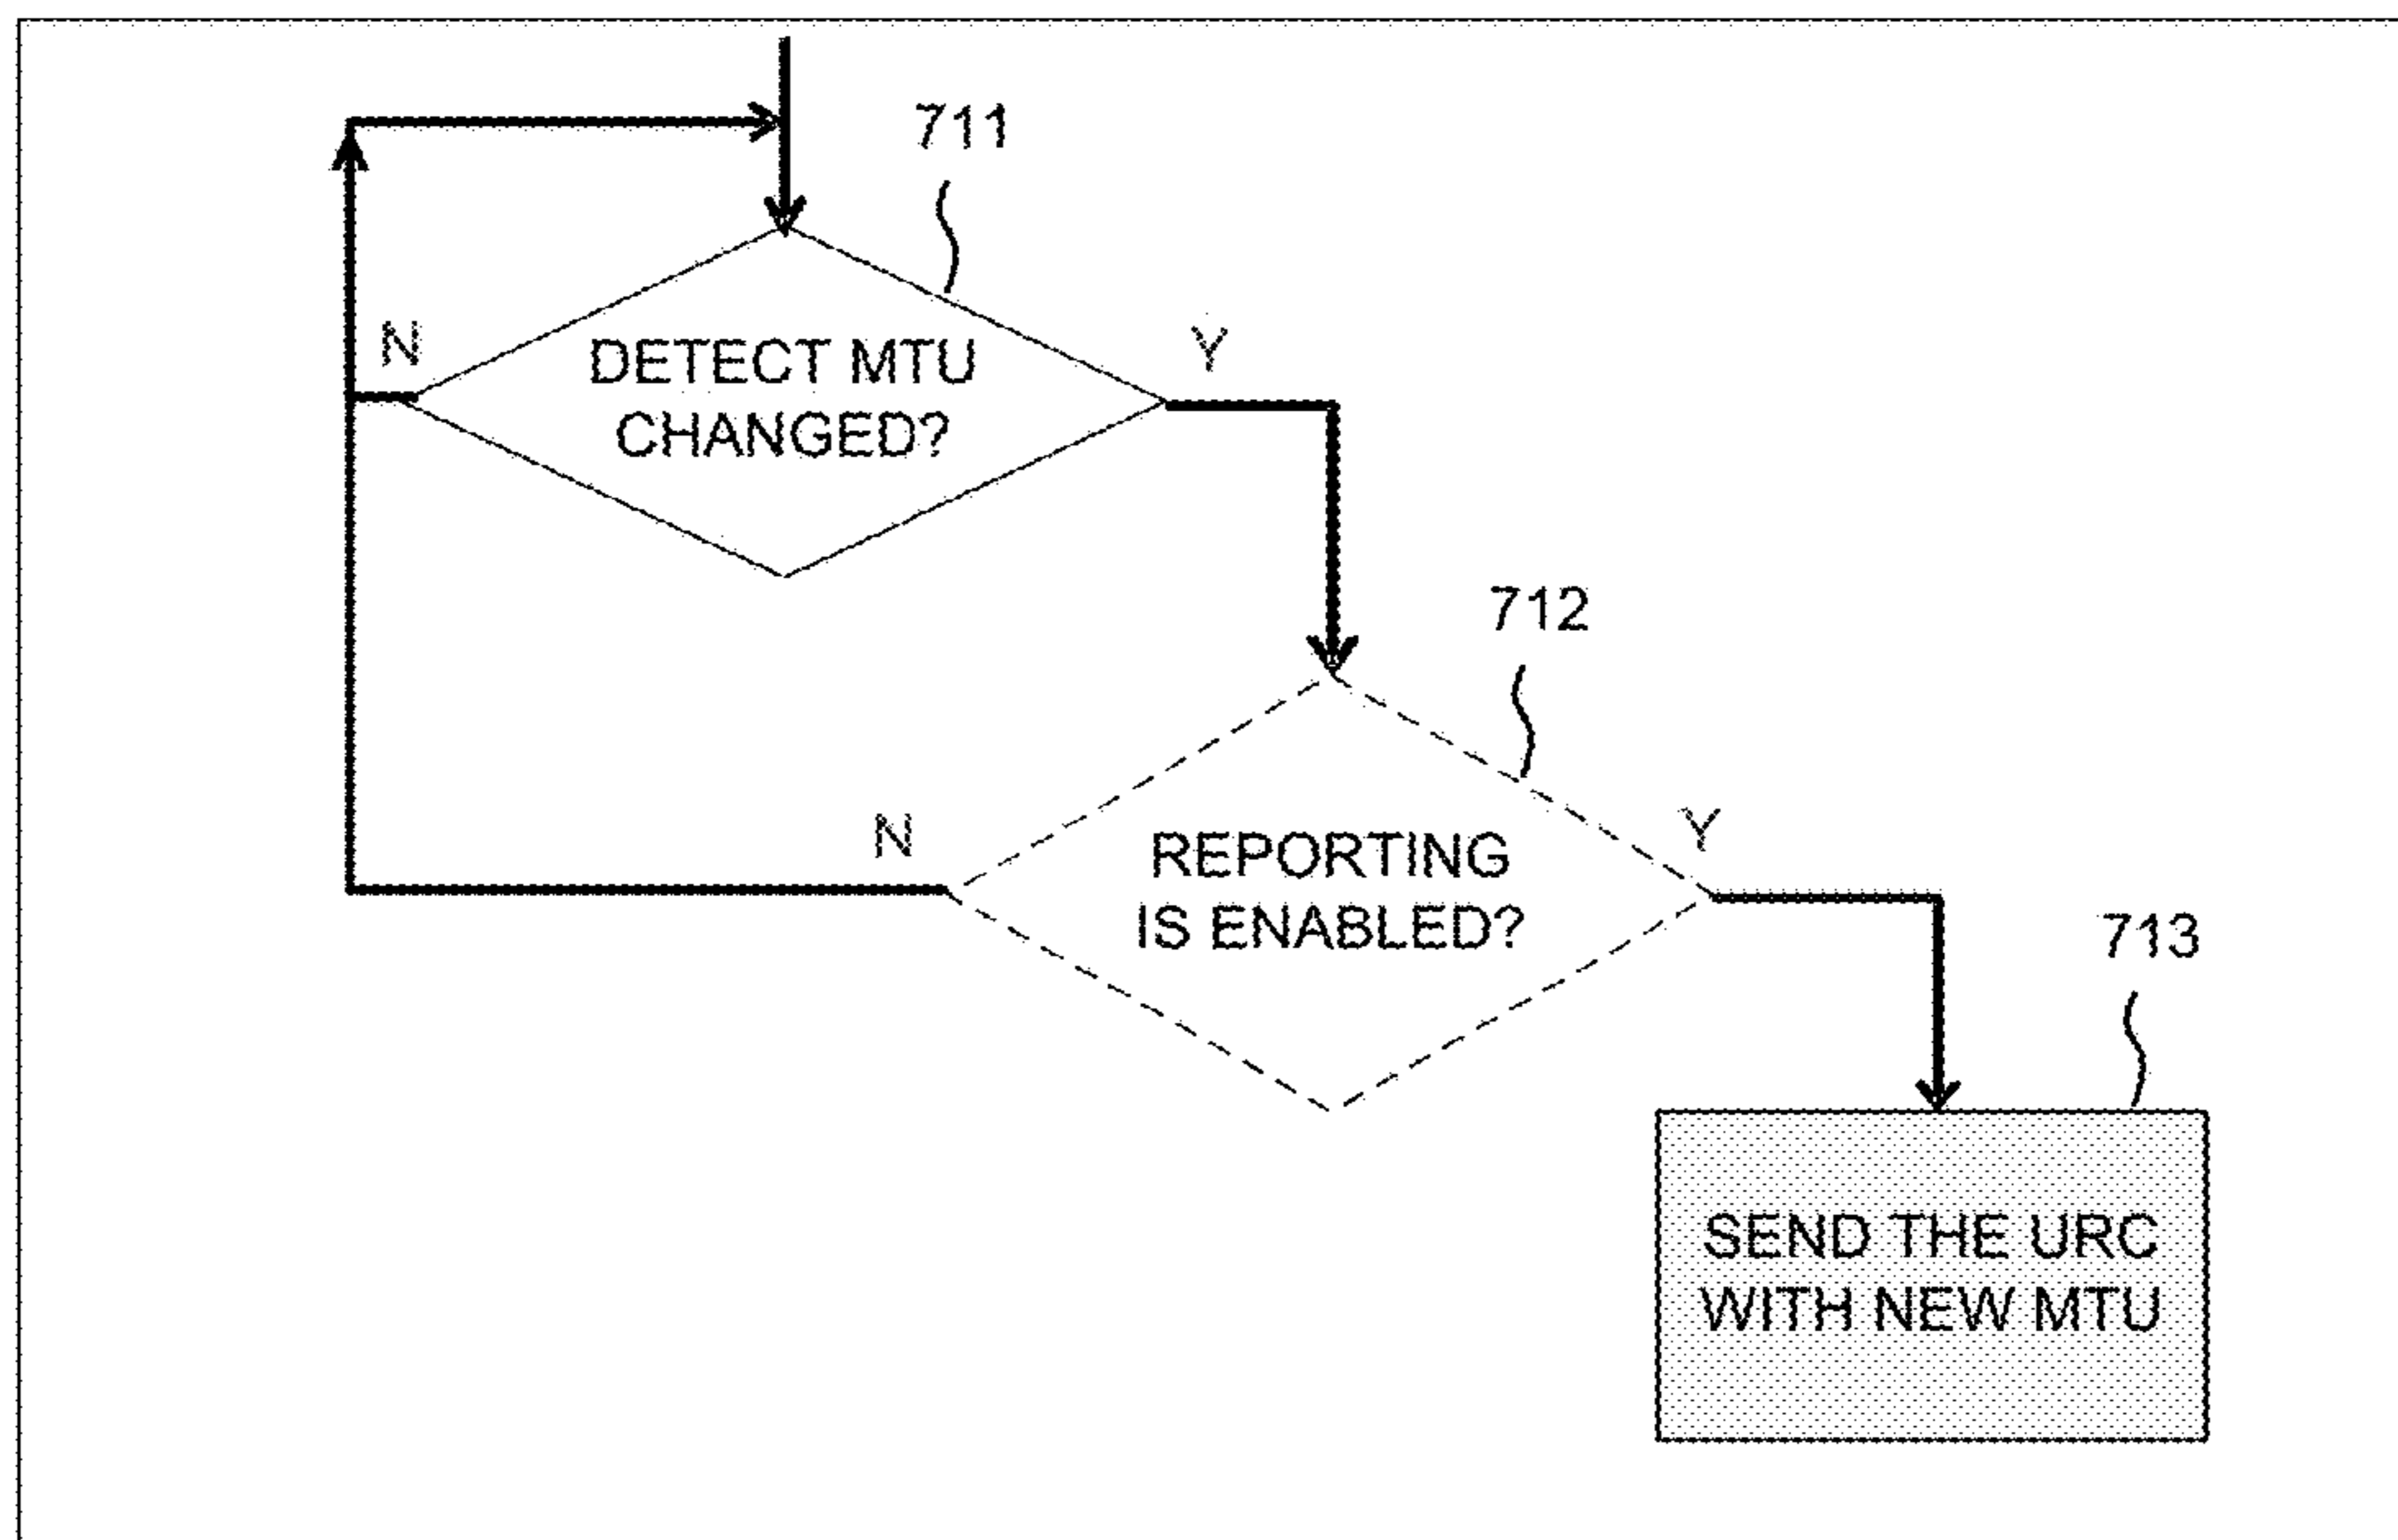 711
N
Y
DETECT MTU
CHANGED?
712
N
Y
REPORTING
IS ENABLED?
713
SEND THE URC
WITH NEW MTU